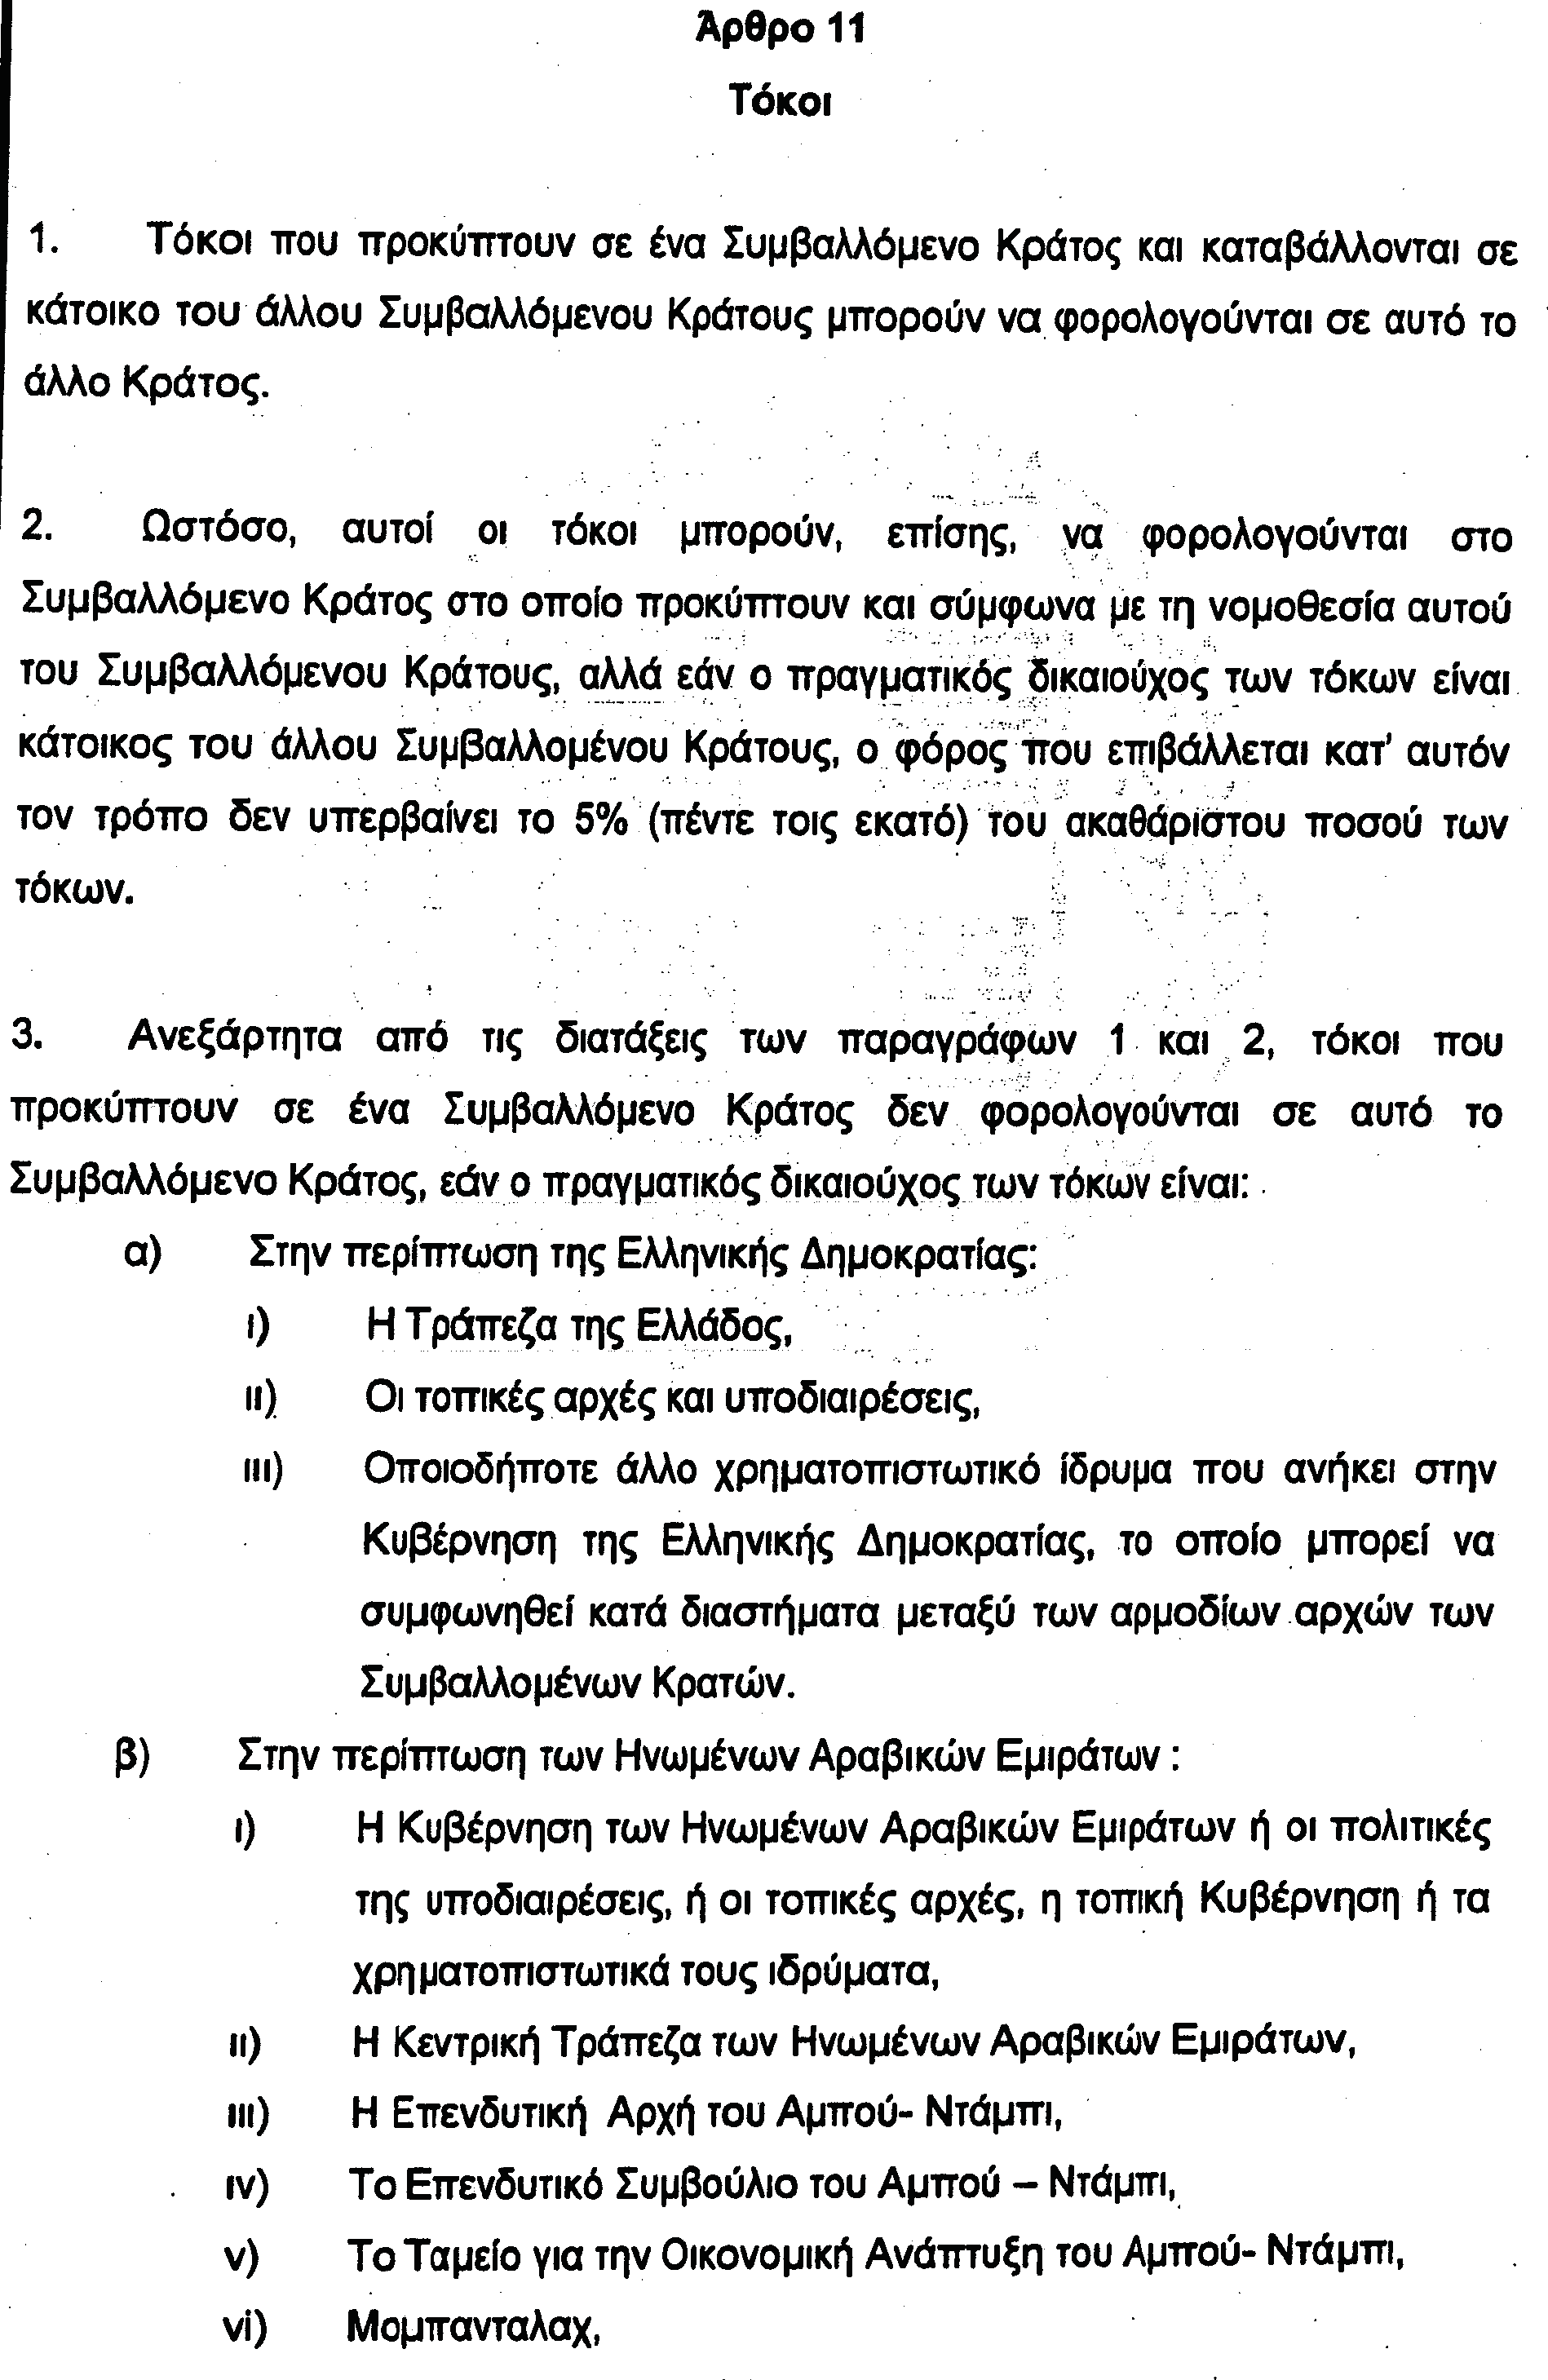 Άρθρο 11
Τόκοι
1. Τόκοι που προκύπτουν σε ένα Συμβαλλόμενο Κράτος και καταβάλλονται σε
κάτοικο του άλλου Συμβαλλόμενου Κράτους μπορούν να φορολογούνται σε αυτό το
άλλο Κράτος.
2. Ωστόσο, αυτοί οι τόκοι μπορούν, επίσης, να φορολογούνται στο
Συμβαλλόμενο Κράτος στο οποίο προκύπτουν και σύμφωνα με τη νομοθεσία αυτού
του Συμβαλλόμενου Κράτους, αλλά εάν ο πραγματικός δικαιούχος των τόκων είναι
κάτοικος του άλλου Συμβαλλομένου Κράτους, ο φόρος που επιβάλλεται κατ' αυτόν
τον τρόπο δεν υπερβαίνει το 5% (πέντε τοις εκατό) του ακαθάριστου ποσού των
τόκων.
3. Ανεξάρτητα από τις διατάξεις των παραγράφων 1 και 2, τόκοι που
προκύπτουν σε ένα Συμβαλλόμενο Κράτος δεν φορολογούνται σε αυτό το
Συμβαλλόμενο Κράτος, εάν ο πραγματικός δικαιούχος των τόκων είναι:
α) Στην περίπτωση της Ελληνικής Δημοκρατίας:
ι) Η Τράπεζα της Ελλάδος,
ιι) Οι τοπικές αρχές και υποδιαιρέσεις,
ιιι) Οποιοδήποτε άλλο χρηματοπιστωτικό ίδρυμα που ανήκει στην
Κυβέρνηση της Ελληνικής Δημοκρατίας, το οποίο μπορεί να
συμφωνηθεί κατά διαστήματα μεταξύ των αρμοδίων αρχών των
Συμβαλλομένων Κρατών.
β) Στην περίπτωση των Ηνωμένων Αραβικών Εμιράτων :
ι) Η Κυβέρνηση των Ηνωμένων Αραβικών Εμιράτων ή οι πολιτικές
της υποδιαιρέσεις, ή οι τοπικές αρχές, η τοπική Κυβέρνηση ή τα
χρηματοπιστωτικά τους ιδρύματα,
ιι) Η Κεντρική Τράπεζα των Ηνωμένων Αραβικών Εμιράτων,
ιιι) Η Επενδυτική Αρχή του Αμπού- Ντάμπι,
ιv) Το Επενδυτικό Συμβούλιο του Αμπού – Ντάμπι,
v) Το Ταμείο για την Οικονομική Ανάπτυξη του Αμπού- Ντάμπι,
vi) Μομπανταλαχ,